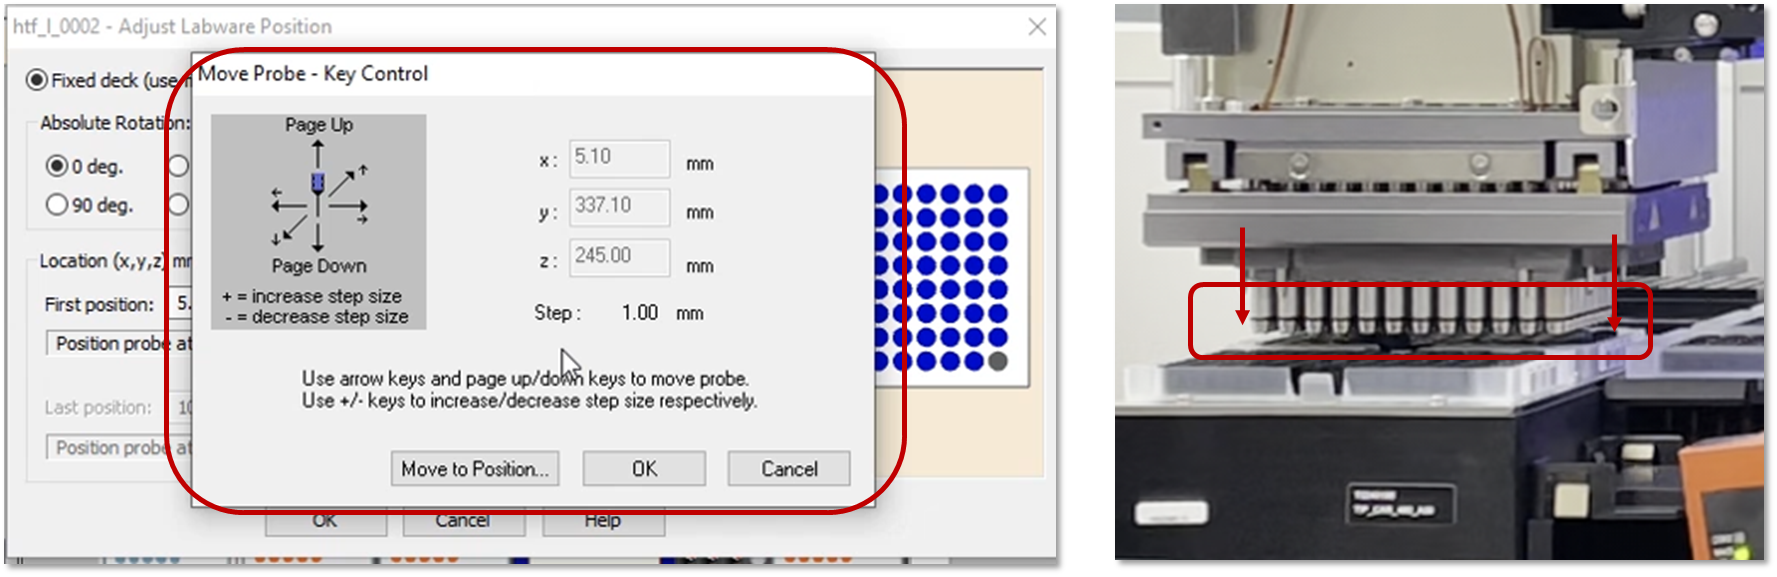 htf_l_0002 - Adjust Labware Position
Fixed deck (use
Absolute Rotation:
0 deg.
90 deg.
Location (x,y,z) m
First position: 5.
Position probe at
Last position: 10
Position probe at
OK Cancel Help
Move Probe - Key Control
Page Up
Page Down
+ = increase step size
- = decrease step size
x: 5.10 mm
y: 337.10 mm
z: 245.00 mm
Step: 1.00 mm
Use arrow keys and page up/down keys to move probe.
Use +/- keys to increase/decrease step size respectively.
Move to Position... OK Cancel